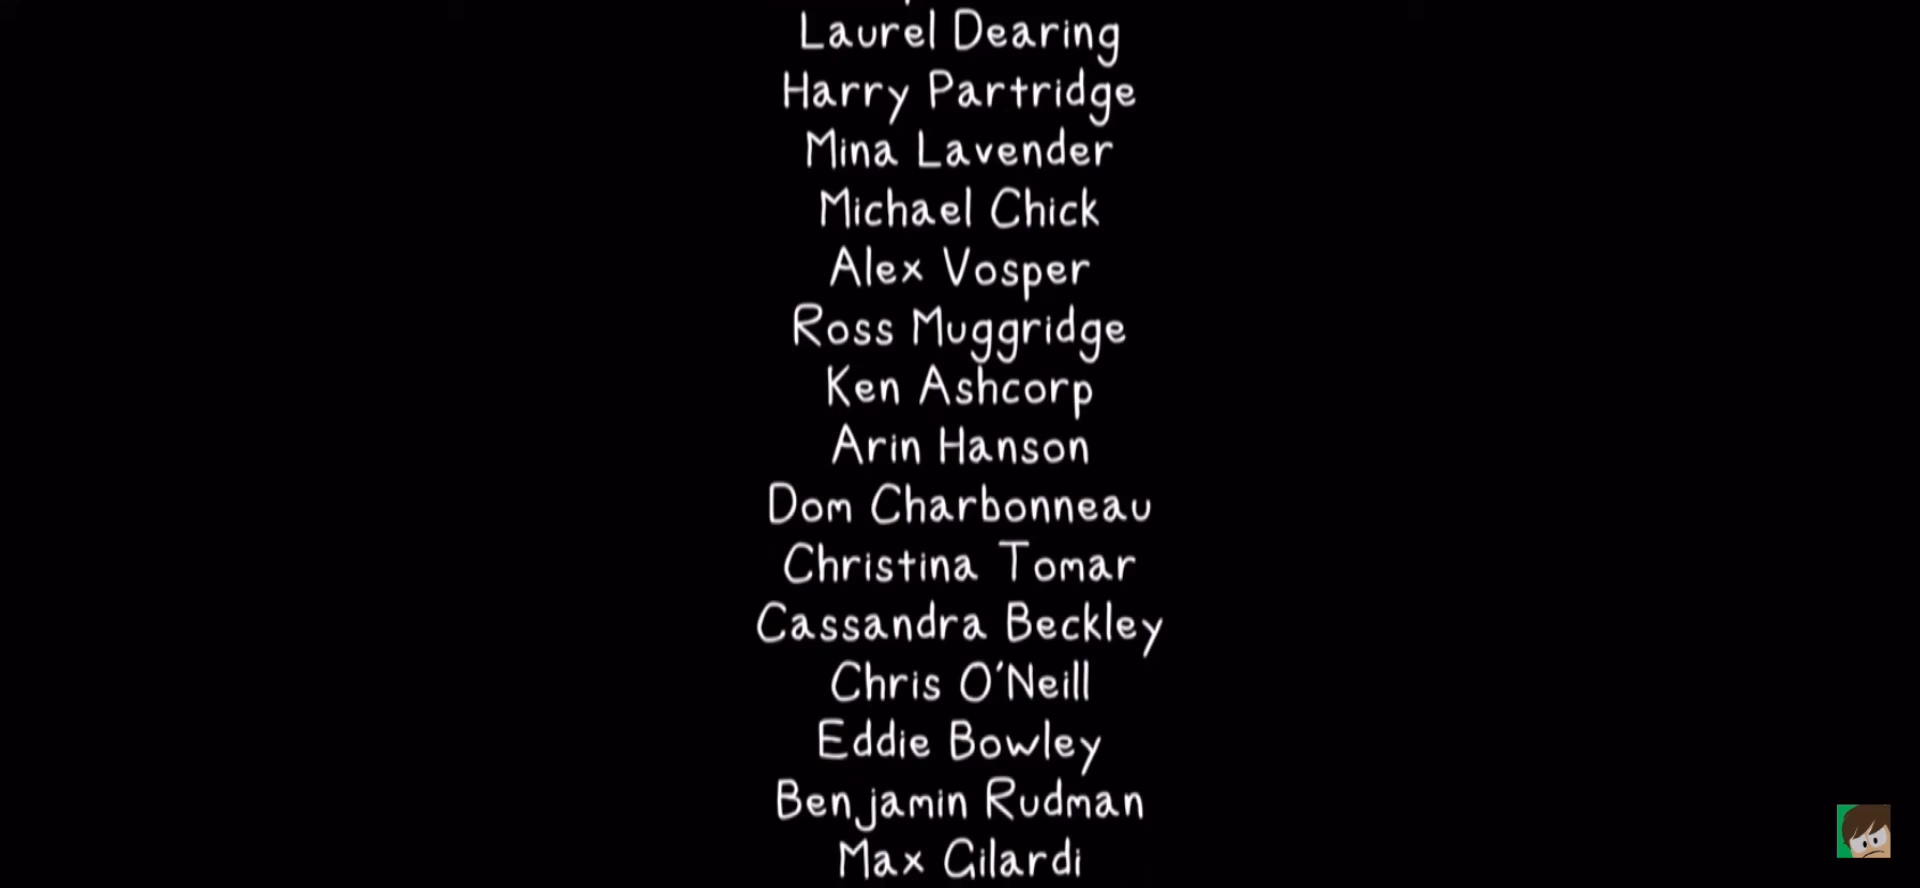 Laurel Dearing
Harry Partridge
Mina Lavender
Michael Chick
Alex Vosper
Ross Muggridge
Ken Ashcorp
Arin Hanson
Dom Charbonneau
Christina Tomar
Cassandra Beckley
Chris O'Neill
Eddie Bowley
Benjamin Rudman
Max Gilardi